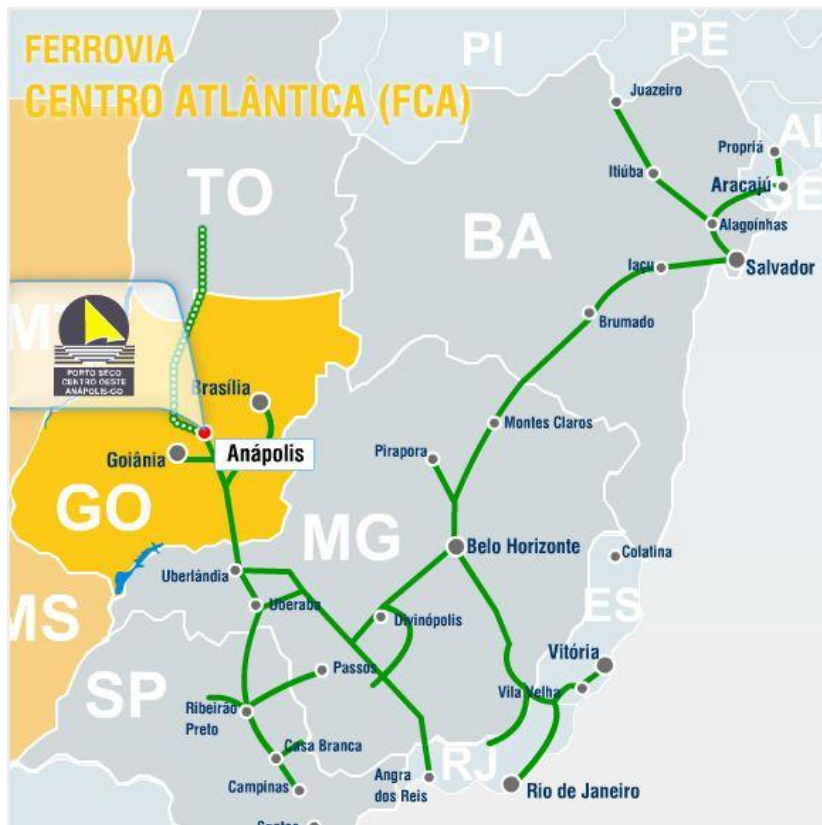 FERROVIA
CENTRO ATLÂNTICA (FCA)
PI
PE
Juazeiro
Propriá
AL
Itiúba
Aracajú
SE
TO
BA
Alagoínhas
Iaçu
Salvador
Brumado
PORTO SECO
CENTRO OESTE
ANÁPOLIS-GO
Brasília
Montes Claros
Anápolis
Goiânia
Pirapora
GO
MG
Belo Horizonte
Colatina
Uberlândia
Uberaba
ES
MS
Divinópolis
Vitória
Passos
Vila Velha
SP
Ribeirão
Preto
Casa Branca
RJ
Campinas
Angra
dos Reis
Rio de Janeiro